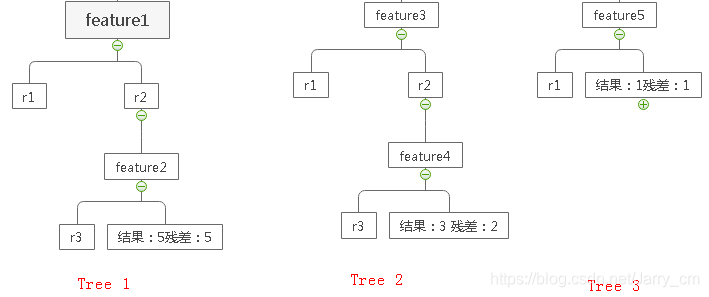 feature1
r1
r2
feature2
r3
结果：5残差：5
Tree 1
feature3
r1
r2
feature4
r3
结果：3 残差：2
Tree 2
feature5
r1
结果：1残差：1
Tree 3
https://blog.csdn.net/larry_cm